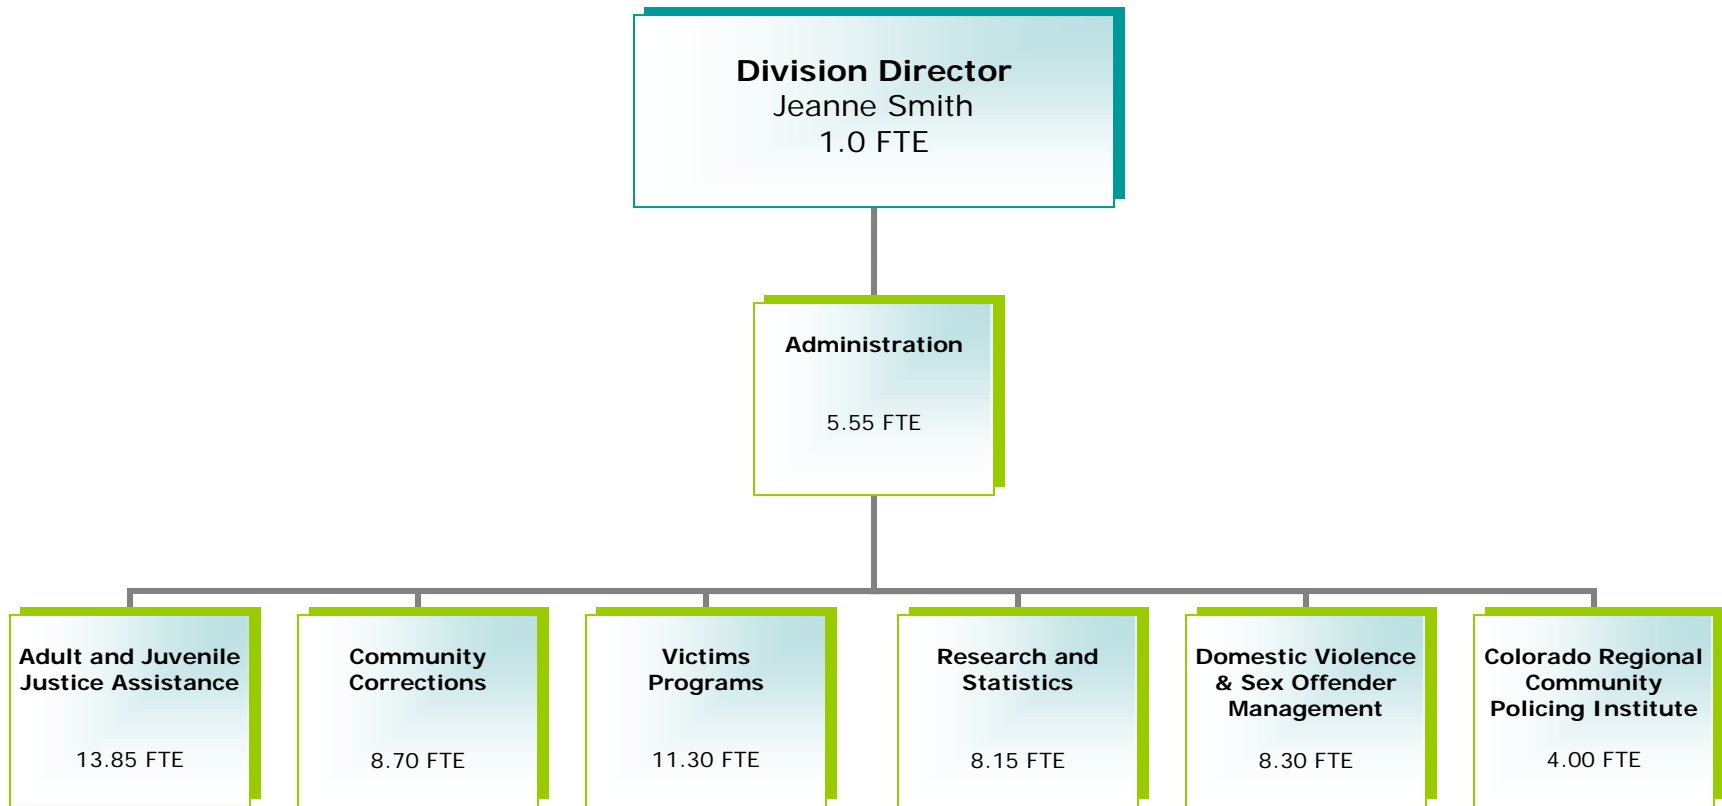 Division Director
Jeanne Smith
1.0 FTE
Administration
5.55 FTE
Adult and Juvenile
Justice Assistance
13.85 FTE
Community
Corrections
8.70 FTE
Victims
Programs
11.30 FTE
Research and
Statistics
8.15 FTE
Domestic Violence
& Sex Offender
Management
8.30 FTE
Colorado Regional
Community
Policing Institute
4.00 FTE